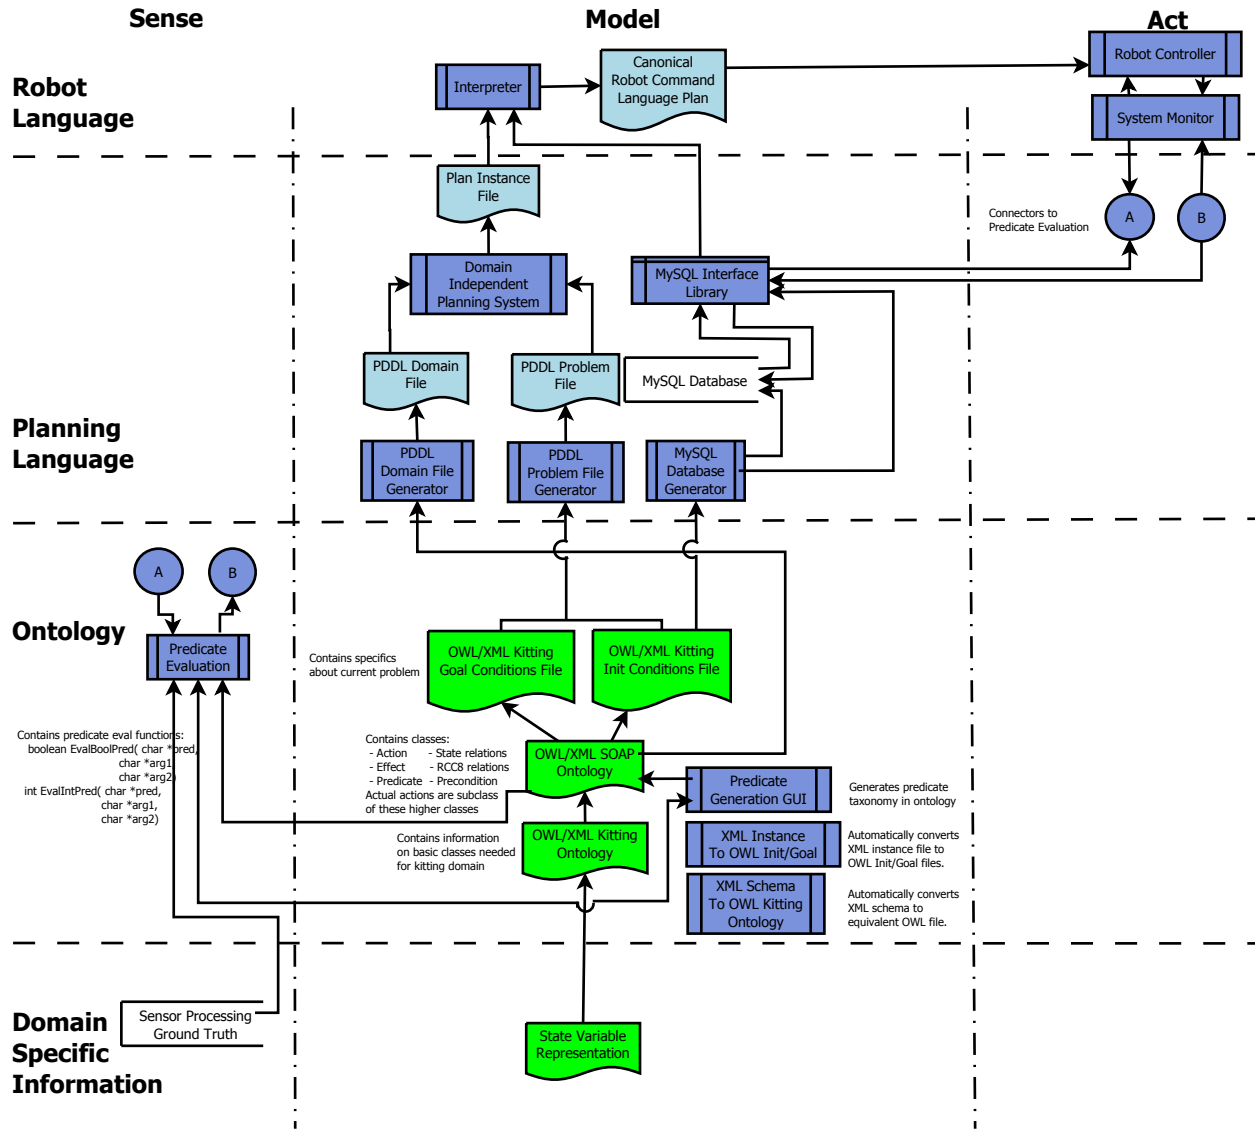 Sense
Model
Act
Robot
Language
Interpreter
Canonical
Robot Command
Language Plan
Robot Controller
System Monitor
Plan Instance
File
Connectors to
Predicate Evaluation
A
B
Domain
Independent
Planning System
MySQL Interface
Library
PDDL Domain
File
PDDL Problem
File
MySQL Database
Planning
Language
PDDL
Domain File
Generator
PDDL
Problem File
Generator
MySQL
Database
Generator
A
B
Ontology
Predicate
Evaluation
Contains specifics
about current problem
OWL/XML Kitting
Goal Conditions File
OWL/XML Kitting
Init Conditions File
Contains predicate eval functions:
boolean EvalBoolPred( char *pred,
char *arg1,
char *arg2)
int EvalIntPred( char *pred,
char *arg1,
char *arg2)
Contains classes:
- Action - State relations
- Effect - RCC8 relations
- Predicate - Precondition
Actual actions are subclass
of these higher classes
OWL/XML SOAP
Ontology
Predicate
Generation GUI
Generates predicate
taxonomy in ontology
Contains information
on basic classes needed
for kitting domain
OWL/XML Kitting
Ontology
XML Instance
To OWL Init/Goal
Automatically converts
XML instance file to
OWL Init/Goal files.
XML Schema
To OWL Kitting
Ontology
Automatically converts
XML schema to
equivalent OWL file.
Domain
Specific
Information
Sensor Processing
Ground Truth
State Variable
Representation